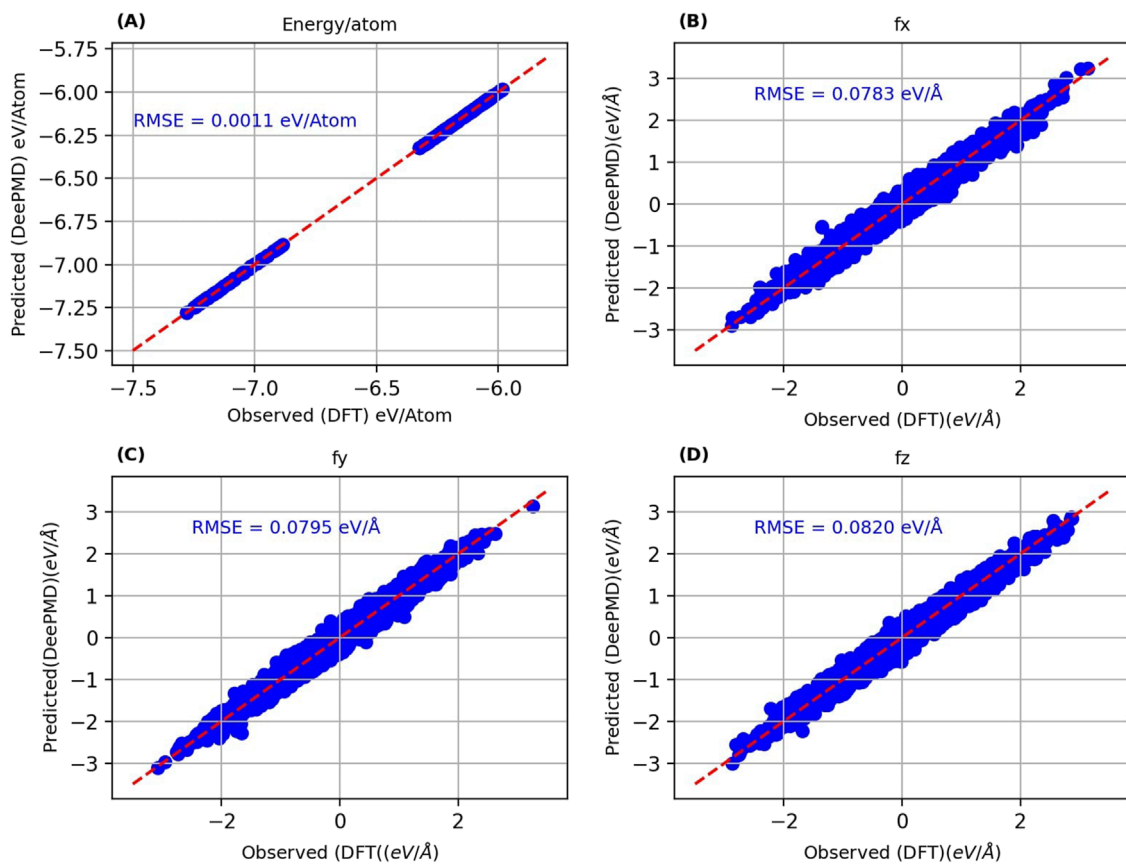 (A)
Energy/atom
−5.75
−6.00
−6.25
−6.50
−6.75
−7.00
−7.25
−7.50
Predicted (DeePMD) eV/Atom
RMSE = 0.0011 eV/Atom
−7.5
−7.0
−6.5
−6.0
Observed (DFT) eV/Atom
(B)
fx
3
2
1
0
−1
−2
−3
Predicted (DeePMD)(eV/Å)
RMSE = 0.0783 eV/Å
−2
0
2
Observed (DFT)(eV/Å)
(C)
fy
3
2
1
0
−1
−2
−3
Predicted(DeePMD)(eV/Å)
RMSE = 0.0795 eV/Å
−2
0
2
Observed (DFT((eV/Å)
(D)
fz
3
2
1
0
−1
−2
−3
Predicted (DeePMD)(eV/Å)
RMSE = 0.0820 eV/Å
−2
0
2
Observed (DFT)(eV/Å)